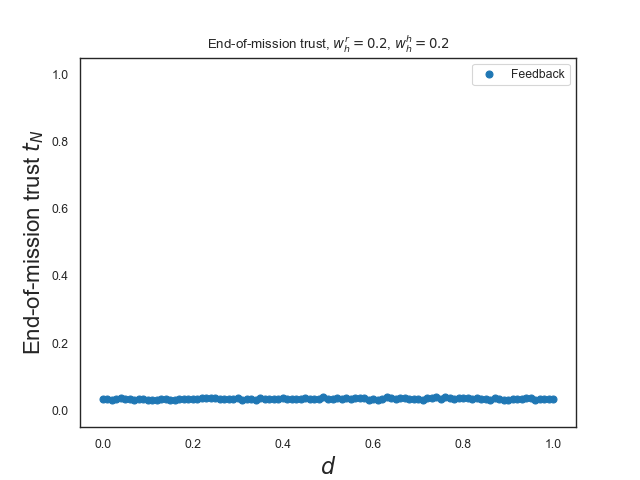 End-of-mission trust, $w_h^r = 0.2$, $w_h^h = 0.2$
Feedback
End-of-mission trust $t_N$
1.0
0.8
0.6
0.4
0.2
0.0
0.0 0.2 0.4 0.6 0.8 1.0
d